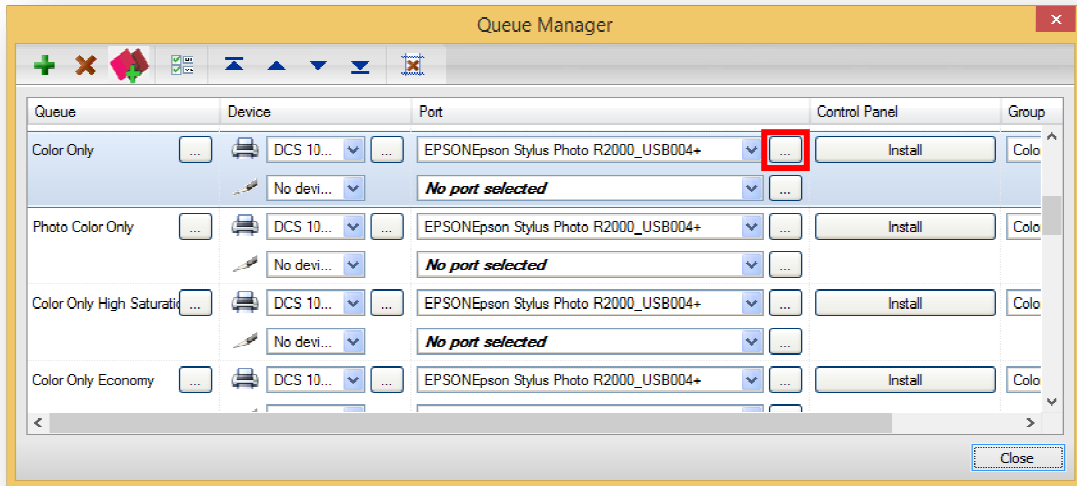 Queue Manager
Queue Device Port Control Panel Group
Color Only ... DCS 10... ... EPSONEpson Stylus Photo R2000_USB004+ ... Install Colo
No devi... No port selected ...
Photo Color Only ... DCS 10... ... EPSONEpson Stylus Photo R2000_USB004+ ... Install Colo
No devi... No port selected ...
Color Only High Saturatio ... DCS 10... ... EPSONEpson Stylus Photo R2000_USB004+ ... Install Colo
No devi... No port selected ...
Color Only Economy ... DCS 10... ... EPSONEpson Stylus Photo R2000_USB004+ ... Install Colo
Close